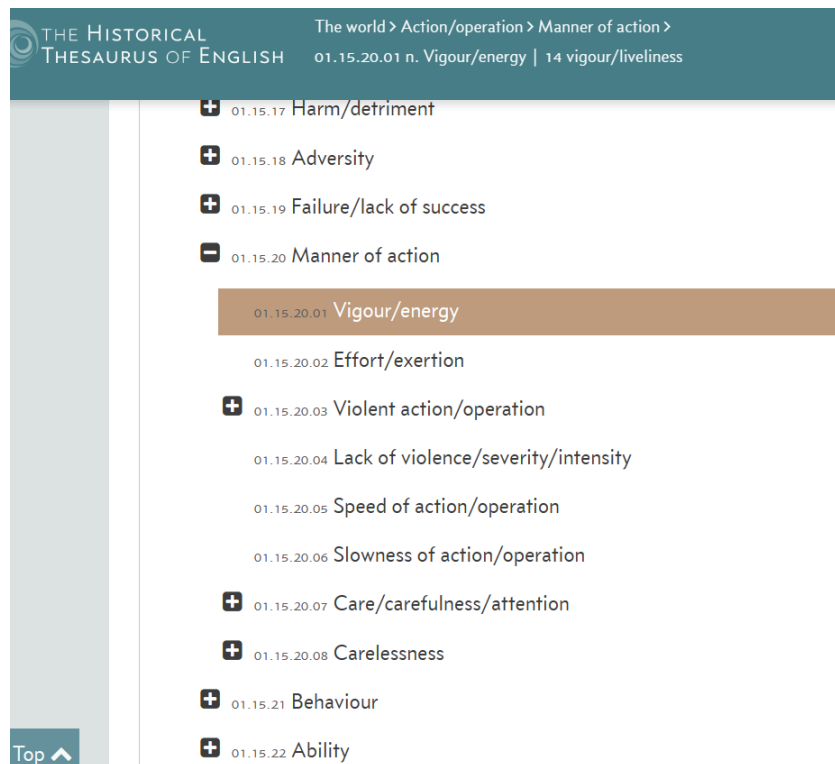 THE HISTORICAL
THESAURUS OF ENGLISH
The world > Action/operation > Manner of action >
01.15.20.01 n. Vigour/energy | 14 vigour/liveliness
01.15.17 Harm/detriment
01.15.18 Adversity
01.15.19 Failure/lack of success
01.15.20 Manner of action
01.15.20.01 Vigour/energy
01.15.20.02 Effort/exertion
01.15.20.03 Violent action/operation
01.15.20.04 Lack of violence/severity/intensity
01.15.20.05 Speed of action/operation
01.15.20.06 Slowness of action/operation
01.15.20.07 Care/carefulness/attention
01.15.20.08 Carelessness
01.15.21 Behaviour
01.15.22 Ability
Top